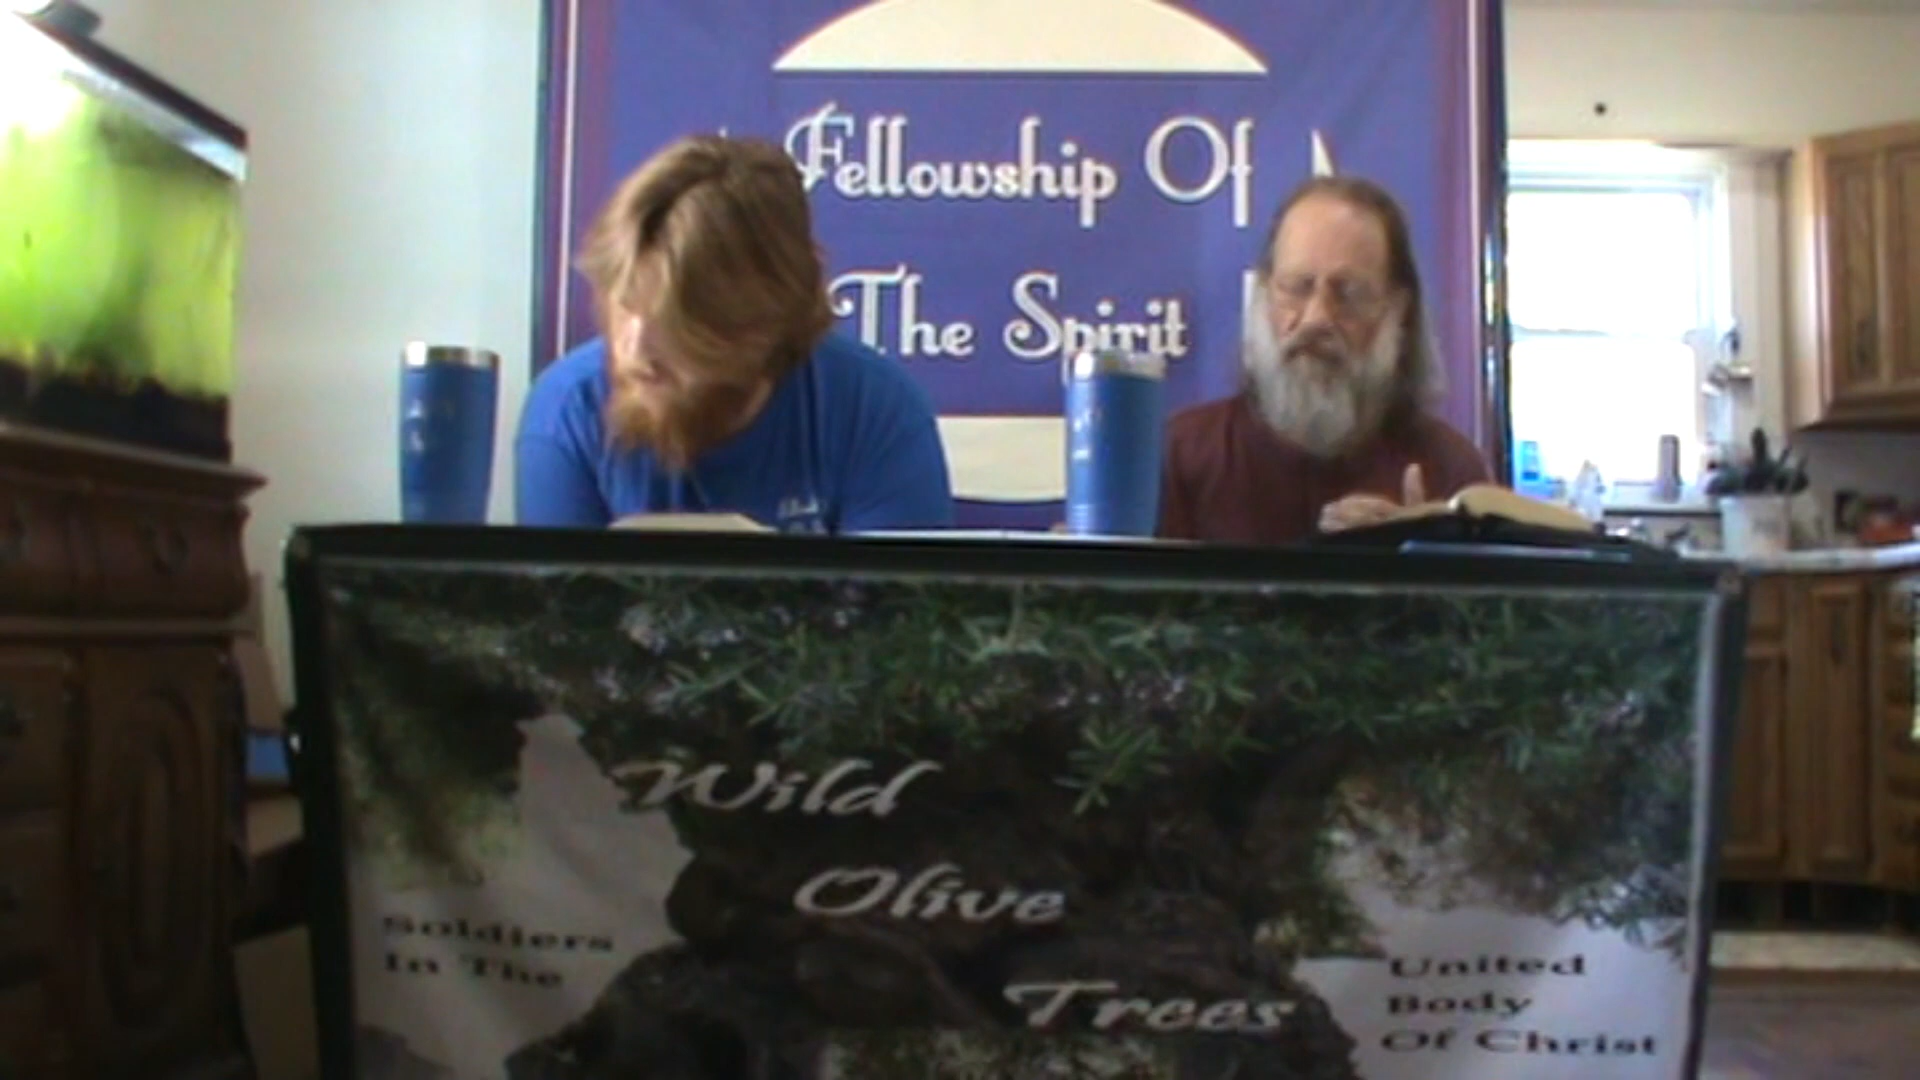 Fellowship Of
The Spirit
Wild
Olive
Trees
Soldiers
In The
United
Body
Of Christ